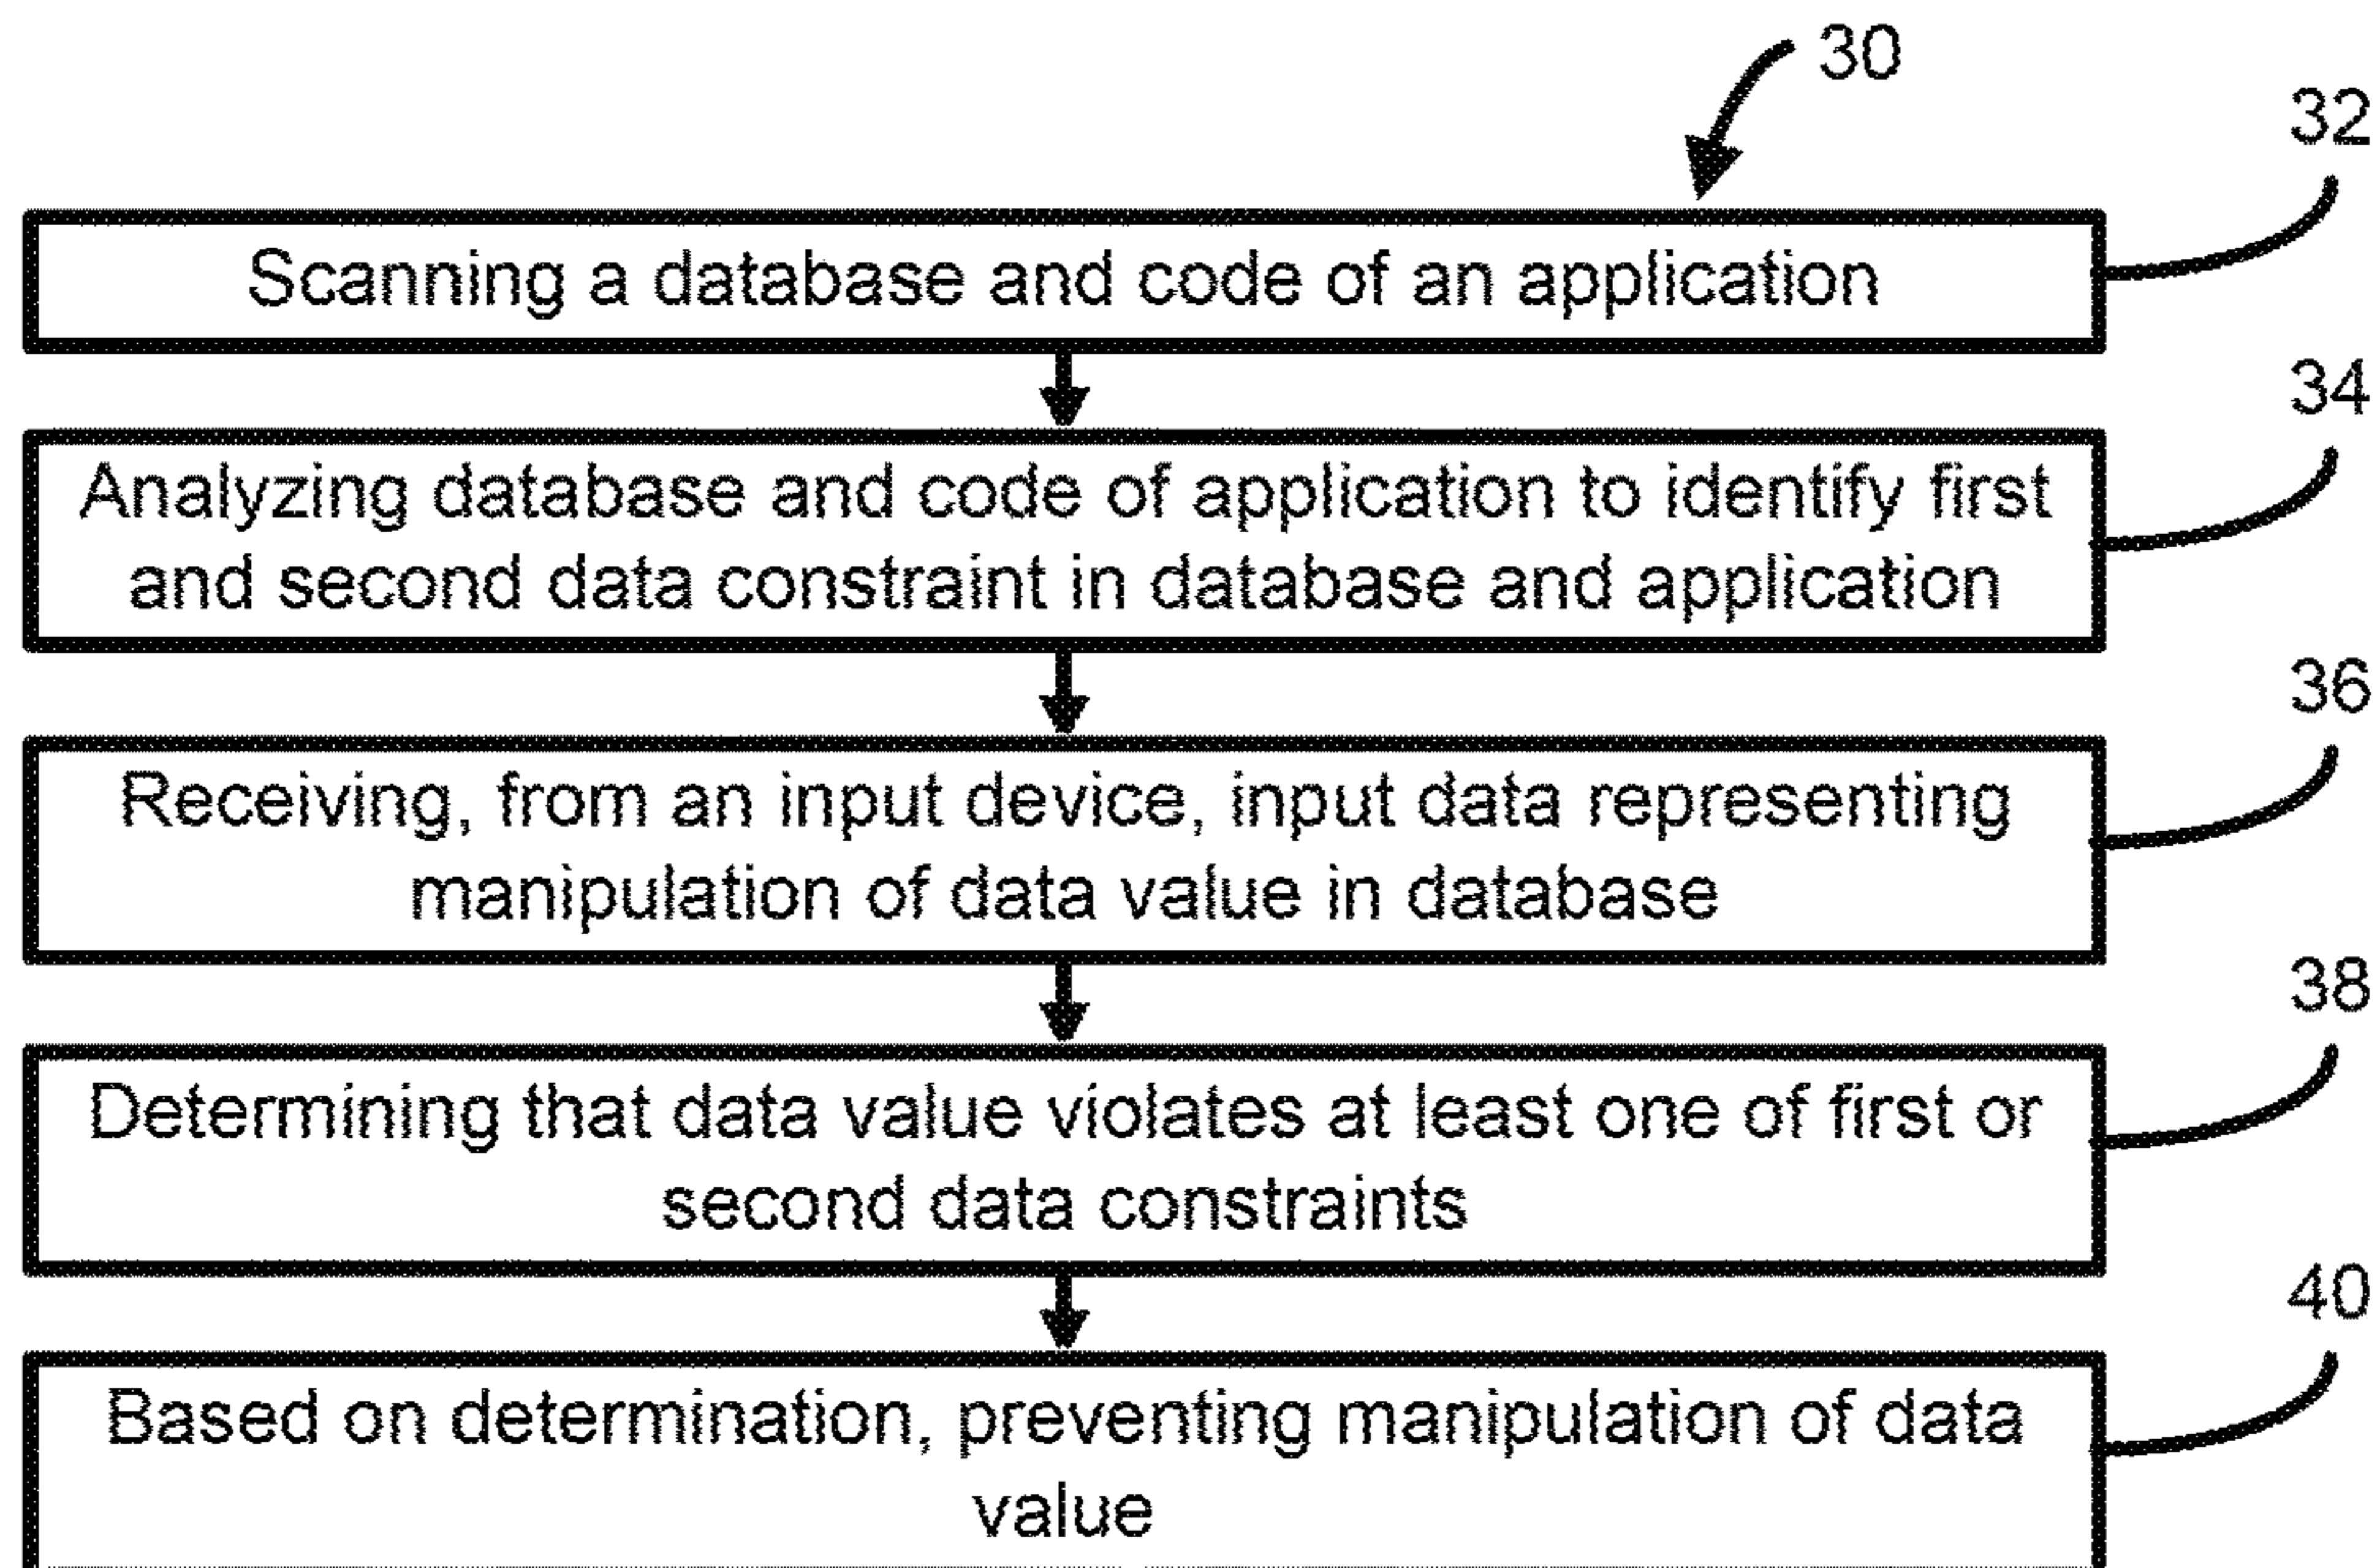 30
32
Scanning a database and code of an application
34
Analyzing database and code of application to identify first
and second data constraint in database and application
36
Receiving, from an input device, input data representing
manipulation of data value in database
38
Determining that data value violates at least one of first or
second data constraints
40
Based on determination, preventing manipulation of data
value